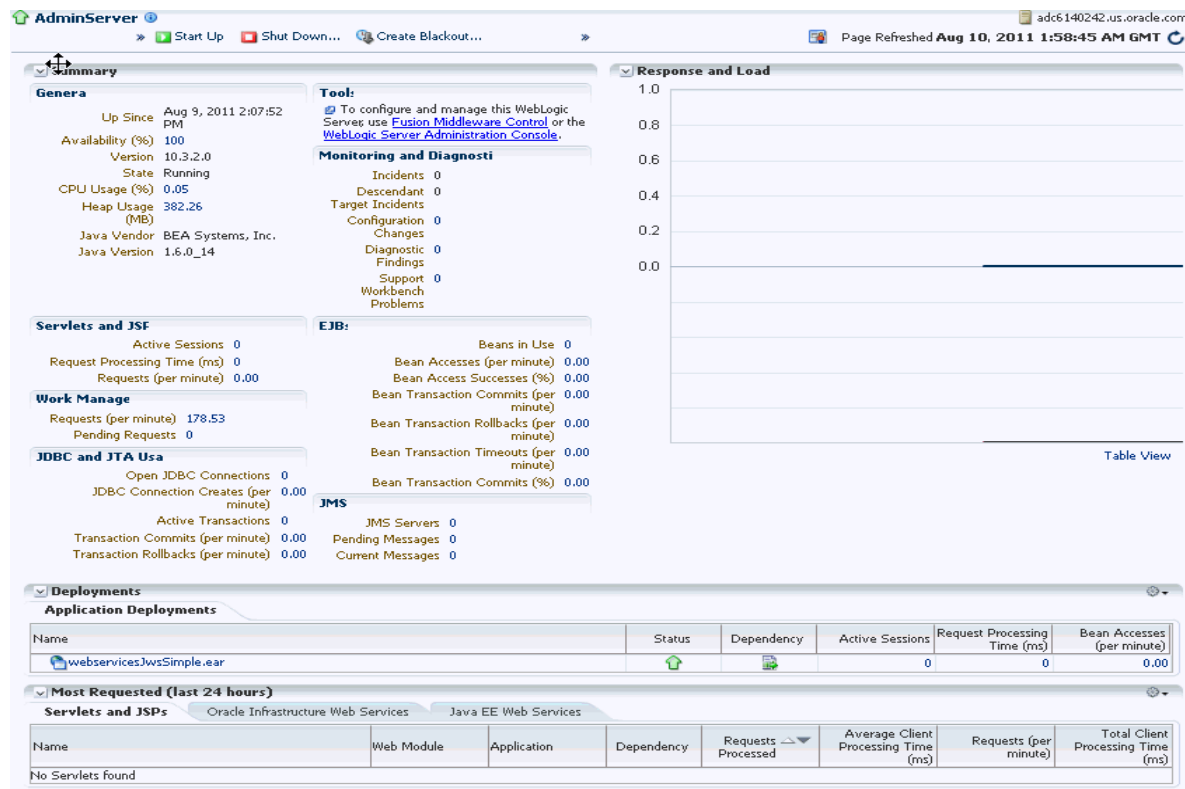 AdminServer
adc6140242.us.oracle.com
» Start Up Shut Down... Create Blackout... »
Page Refreshed Aug 10, 2011 1:58:45 AM GMT
Summary
Genera
Up Since Aug 9, 2011 2:07:52
PM
Availability (%) 100
Version 10.3.2.0
State Running
CPU Usage (%) 0.05
Heap Usage 382.26
(MB)
Java Vendor BEA Systems, Inc.
Java Version 1.6.0_14
Tool:
To configure and manage this WebLogic
Server, use Fusion Middleware Control or the
WebLogic Server Administration Console.
Monitoring and Diagnosti
Incidents 0
Descendant 0
Target Incidents
Configuration 0
Changes
Diagnostic 0
Findings
Support 0
Workbench
Problems
Servlets and JSF
Active Sessions 0
Request Processing Time (ms) 0
Requests (per minute) 0.00
Work Manage
Requests (per minute) 178.53
Pending Requests 0
JDBC and JTA Usa
Open JDBC Connections 0
JDBC Connection Creates (per 0.00
minute)
Active Transactions 0
Transaction Commits (per minute) 0.00
Transaction Rollbacks (per minute) 0.00
EJB:
Beans in Use 0
Bean Accesses (per minute) 0.00
Bean Access Successes (%) 0.00
Bean Transaction Commits (per 0.00
minute)
Bean Transaction Rollbacks (per 0.00
minute)
Bean Transaction Timeouts (per 0.00
minute)
Bean Transaction Commits (%) 0.00
JMS
JMS Servers 0
Pending Messages 0
Current Messages 0
Response and Load
1.0
0.8
0.6
0.4
0.2
0.0
Table View
Deployments
Application Deployments
Name Status Dependency Active Sessions Request Processing Time (ms) Bean Accesses (per minute)
webservicesJwsSimple.ear 0 0 0.00
Most Requested (last 24 hours)
Servlets and JSPs Oracle Infrastructure Web Services Java EE Web Services
Name Web Module Application Dependency Requests Processed Average Client Processing Time (ms) Requests (per minute) Total Client Processing Time (ms)
No Servlets found